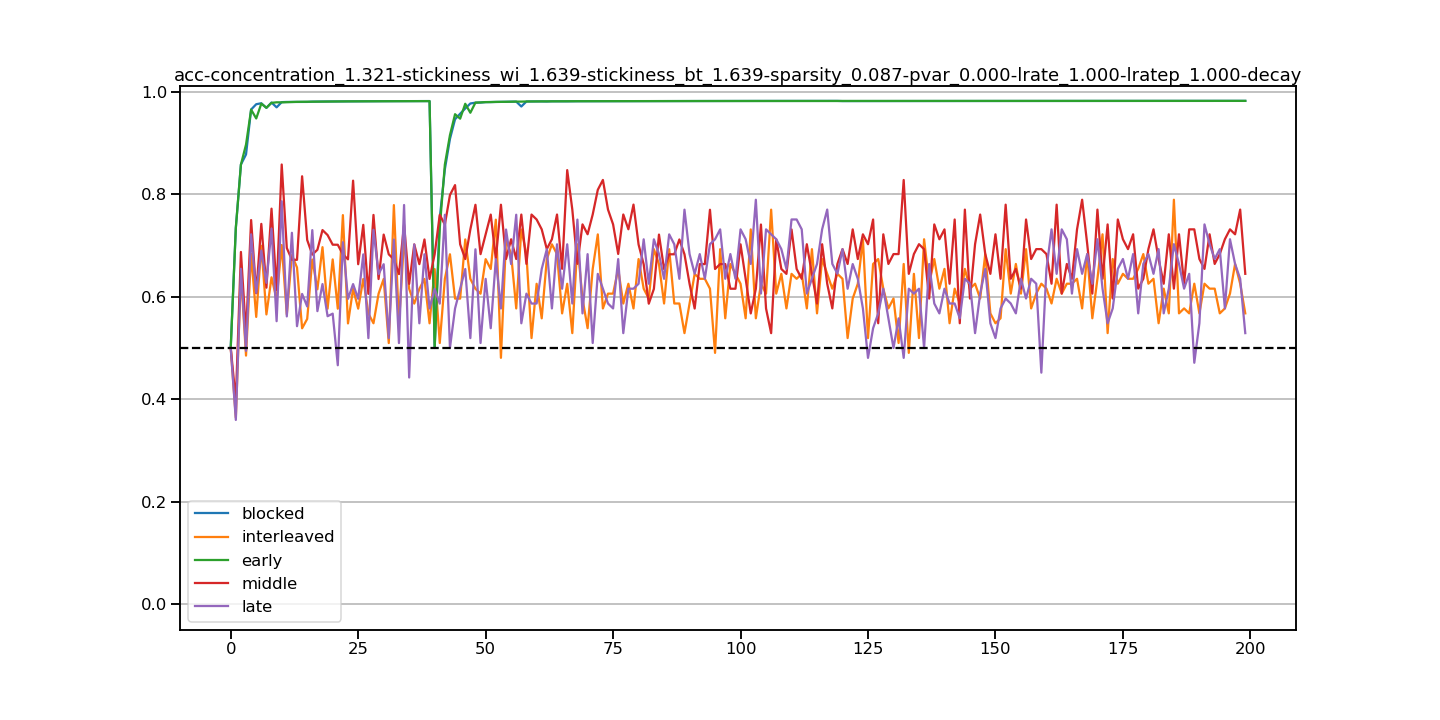 acc-concentration_1.321-stickiness_wi_1.639-stickiness_bt_1.639-sparsity_0.087-pvar_0.000-lrate_1.000-lratep_1.000-decay
1.0
0.8
0.6
0.4
0.2
0.0
blocked
interleaved
early
middle
late
0 25 50 75 100 125 150 175 200